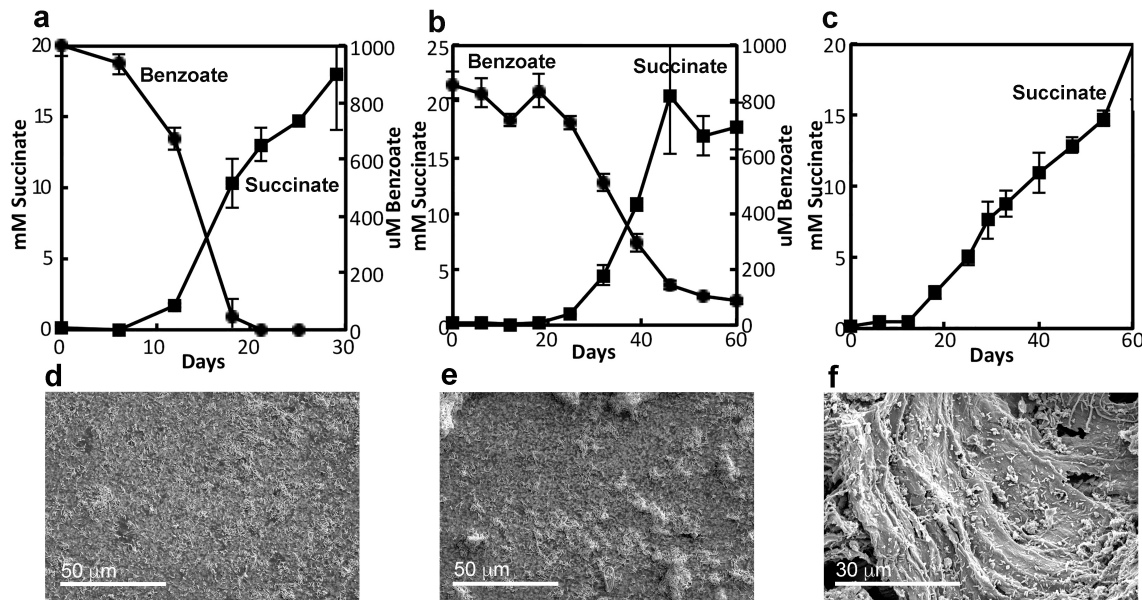 a
20
15
10
5
0
mM Succinate
Benzoate
Succinate
1000
800
600
400
200
0
uM Benzoate
0 10 20 30
Days
b
25
20
15
10
5
0
mM Succinate
Benzoate
Succinate
1000
800
600
400
200
0
uM Benzoate
0 20 40 60
Days
c
20
15
10
5
0
mM Succinate
Succinate
0 20 40 60
Days
d
50 μm
e
50 μm
f
30 μm